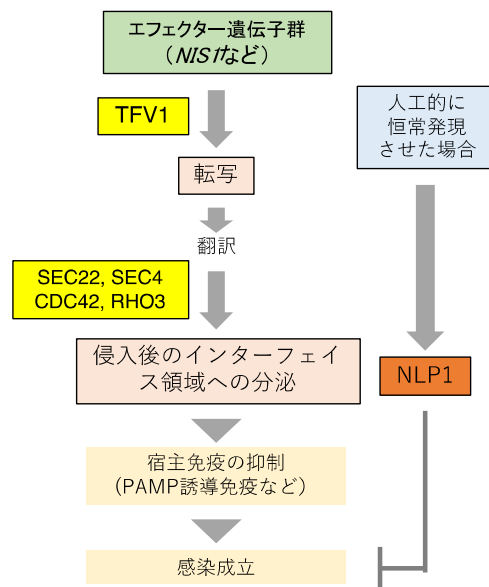 エフェクター遺伝子群
（NIS1など）
TFV1
人工的に
恒常発現
させた場合
転写
翻訳
SEC22, SEC4
CDC42, RHO3
侵入後のインターフェイ
ス領域への分泌
NLP1
宿主免疫の抑制
(PAMP誘導免疫など）
感染成立